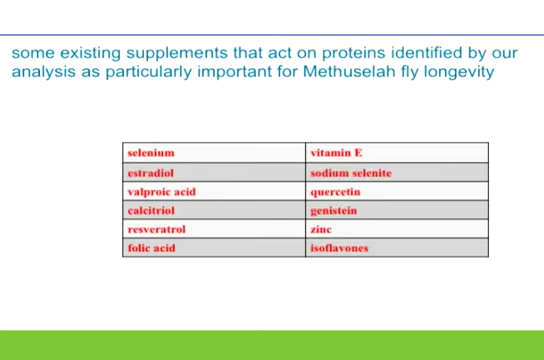 some existing supplements that act on proteins identified by our
analysis as particularly important for Methuselah fly longevity
selenium vitamin E
estradiol sodium selenite
valproic acid quercetin
calcitriol genistein
resveratrol zinc
folic acid isoflavones